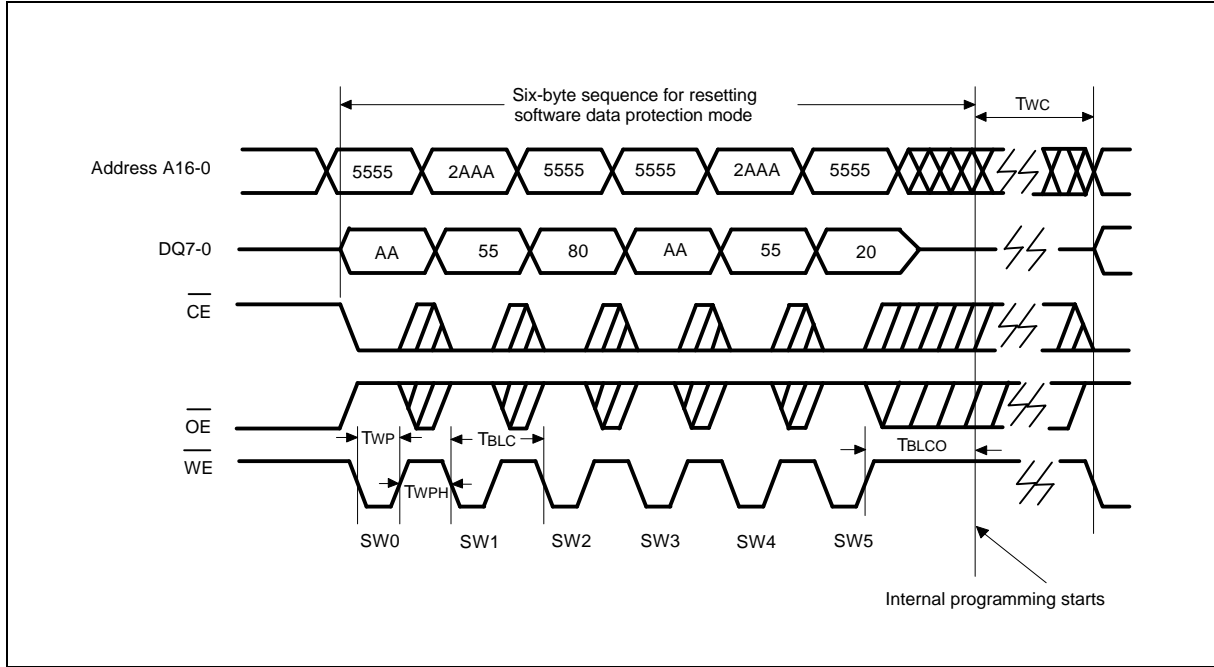 Six-byte sequence for resetting
software data protection mode
TWC
Address A16-0
5555 2AAA 5555 5555 2AAA 5555
DQ7-0
AA 55 80 AA 55 20
CE
OE
TWP TBLC TBLCO
WE
TWPH
SW0 SW1 SW2 SW3 SW4 SW5
Internal programming starts